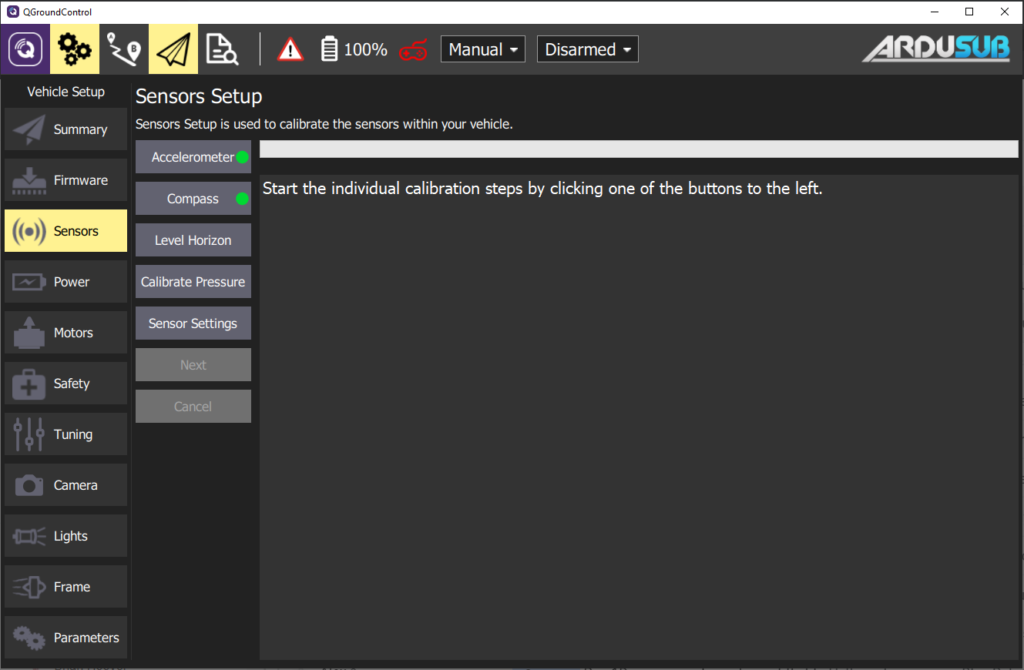 QGroundControl
100%
Manual
Disarmed
ARDUSUB
Vehicle Setup
Summary
Firmware
Sensors
Power
Motors
Safety
Tuning
Camera
Lights
Frame
Parameters
Sensors Setup
Sensors Setup is used to calibrate the sensors within your vehicle.
Accelerometer
Compass
Level Horizon
Calibrate Pressure
Sensor Settings
Next
Cancel
Start the individual calibration steps by clicking one of the buttons to the left.